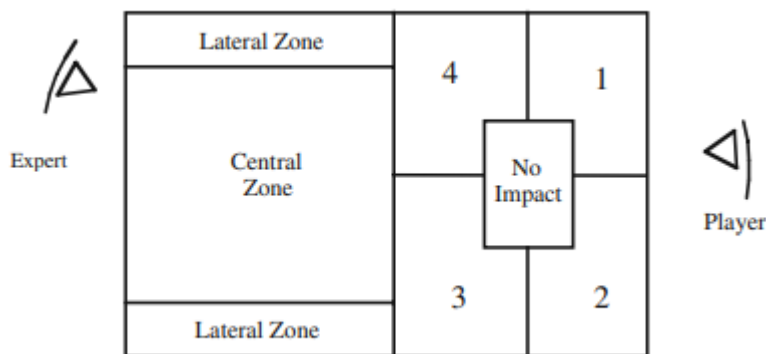 Lateral Zone
4
1
Expert
Central
Zone
No
Impact
Player
3
2
Lateral Zone